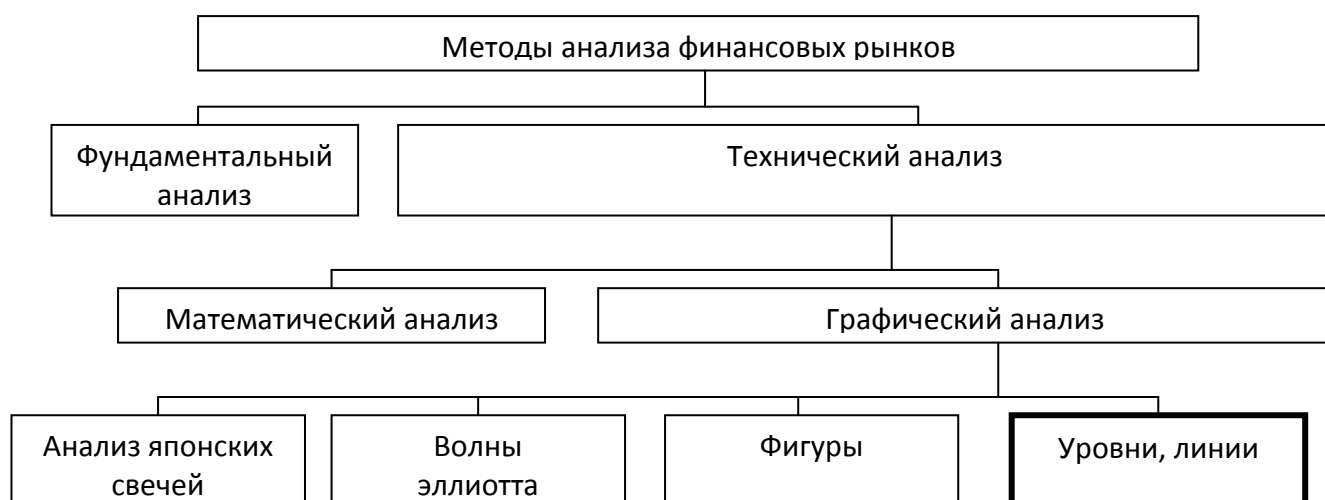 Методы анализа финансовых рынков
Фундаментальный
анализ
Технический анализ
Математический анализ
Графический анализ
Анализ японских
свечей
Волны
эллиотта
Фигуры
Уровни, линии